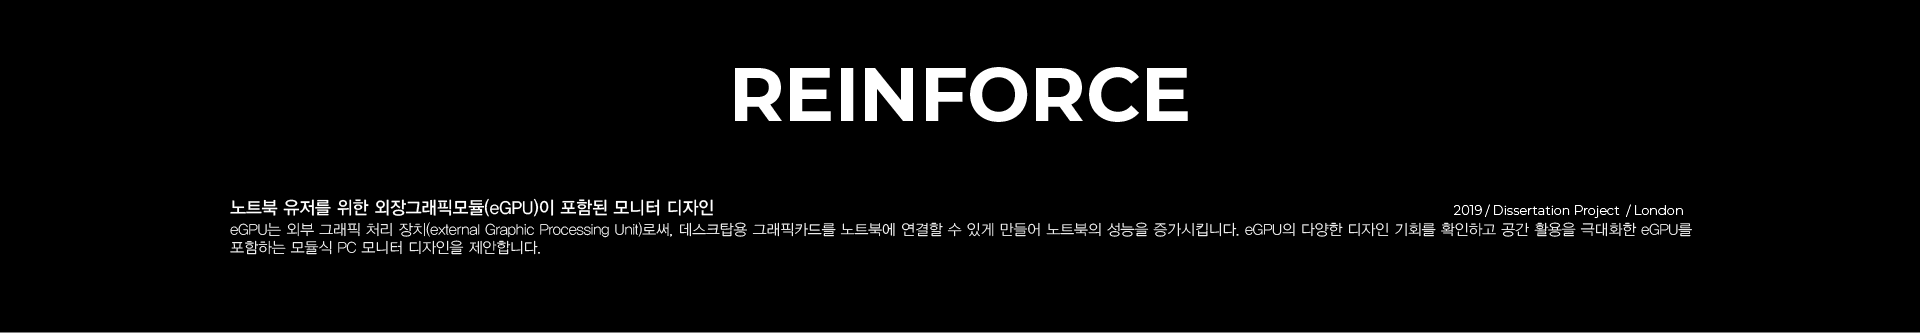 REINFORCE
노트북 유저를 위한 외장그래픽모듈(eGPU)이 포함된 모니터 디자인
2019 / Dissertation Project / London
eGPU는 외부 그래픽 처리 장치(external Graphic Processing Unit)로써, 데스크탑용 그래픽카드를 노트북에 연결할 수 있게 만들어 노트북의 성능을 증가시킵니다. eGPU의 다양한 디자인 기회를 확인하고 공간 활용을 극대화한 eGPU를
포함하는 모듈식 PC 모니터 디자인을 제안합니다.